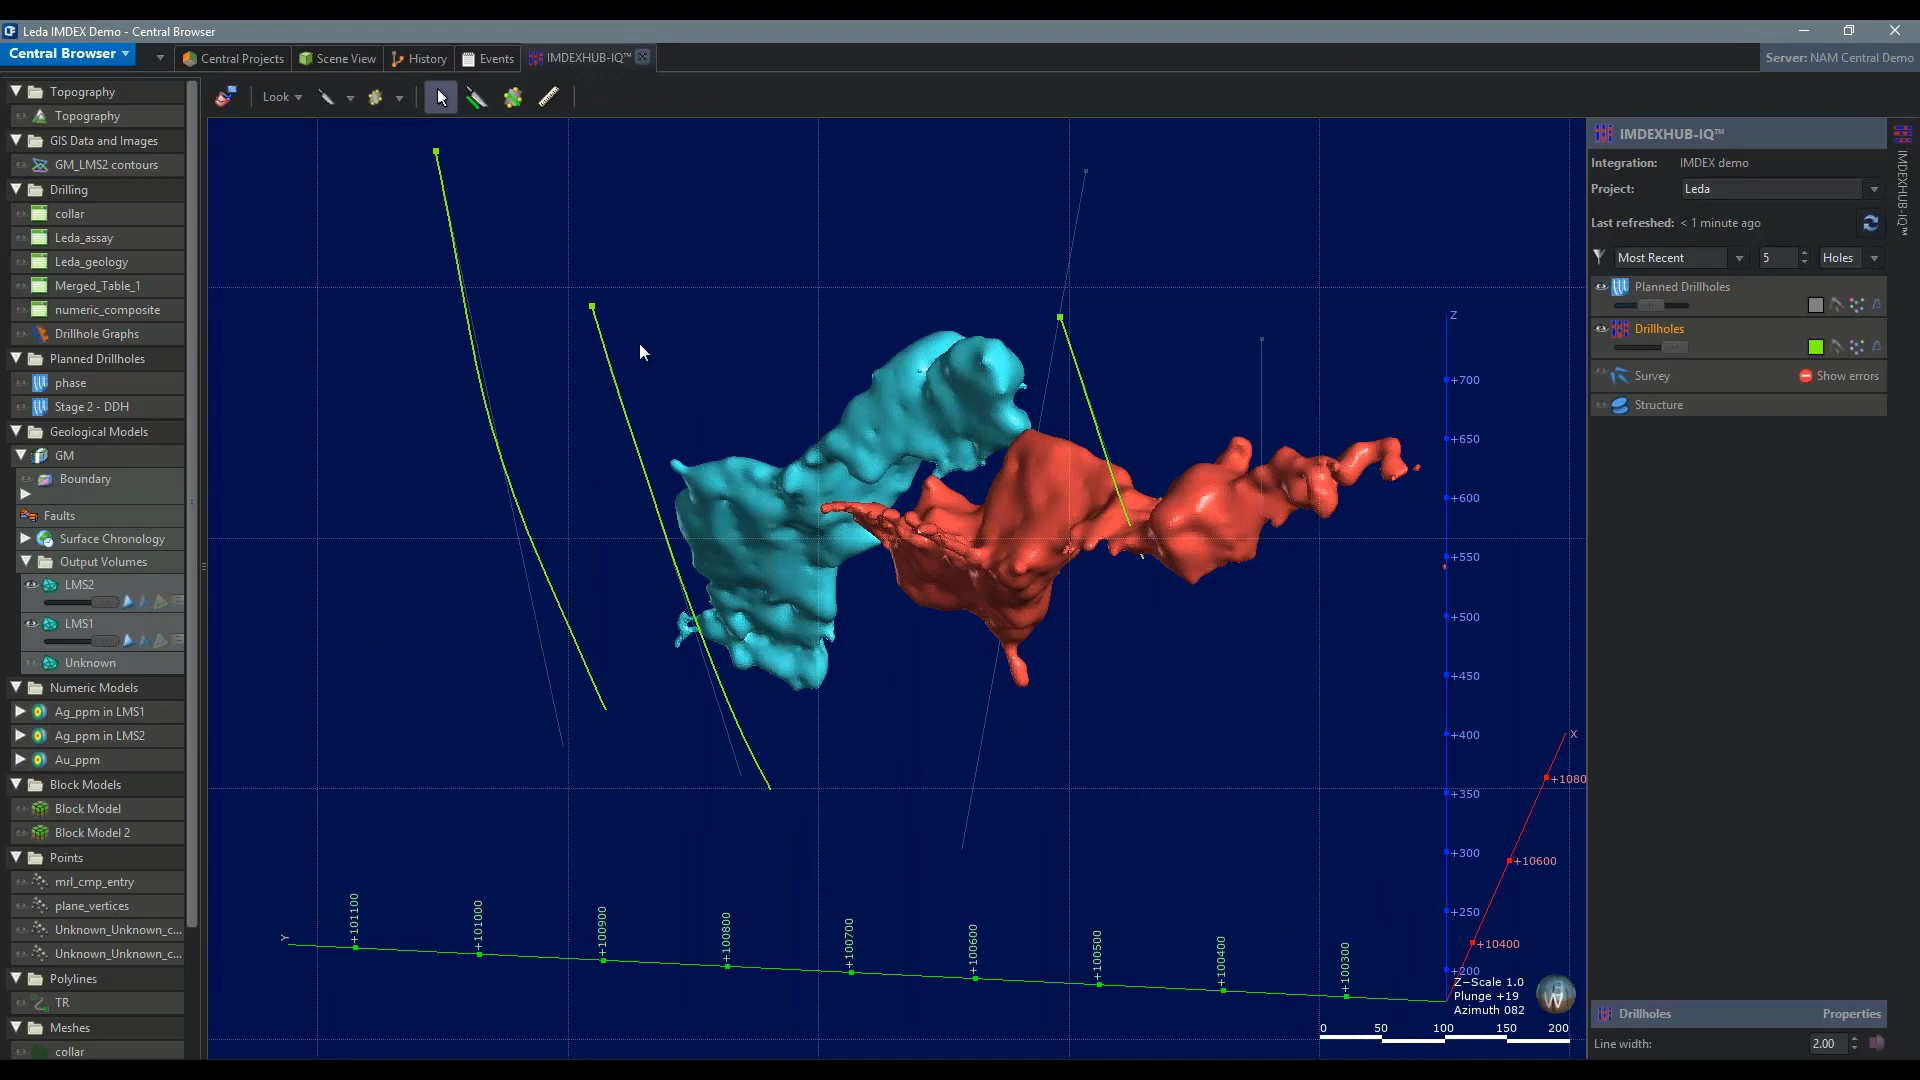 Leda IMDEX Demo - Central Browser
Central Browser
Central Projects
Scene View
History
Events
IMDEXHUB-IQ™
Server: NAM Central Demo
Look
Topography
Topography
GIS Data and Images
GM_LMS2 contours
Drilling
collar
Leda_assay
Leda_geology
Merged_Table_1
numeric_composite
Drillhole Graphs
Planned Drillholes
phase
Stage 2 - DDH
Geological Models
GM
Boundary
Faults
Surface Chronology
Output Volumes
LMS2
LMS1
Unknown
Numeric Models
Ag_ppm in LMS1
Ag_ppm in LMS2
Au_ppm
Block Models
Block Model
Block Model 2
Points
mrl_cmp_entry
plane_vertices
Unknown_Unknown_c...
Unknown_Unknown_c...
Polylines
TR
Meshes
collar
Z
+700
+650
+600
+550
+500
+450
+400
+350
+300
+250
+200
X
+1080
+10600
+10400
Y
+101100
+101000
+100900
+100800
+100700
+100600
+100500
+100400
+100300
Z-Scale 1.0
Plunge +19
Azimuth 082
0 50 100 150 200
IMDEXHUB-IQ™
Integration: IMDEX demo
Project: Leda
Last refreshed: < 1 minute ago
Most Recent 5 Holes
Planned Drillholes
Drillholes
Survey Show errors
Structure
IMDEXHUB-IQ™
Drillholes Properties
Line width: 2.00